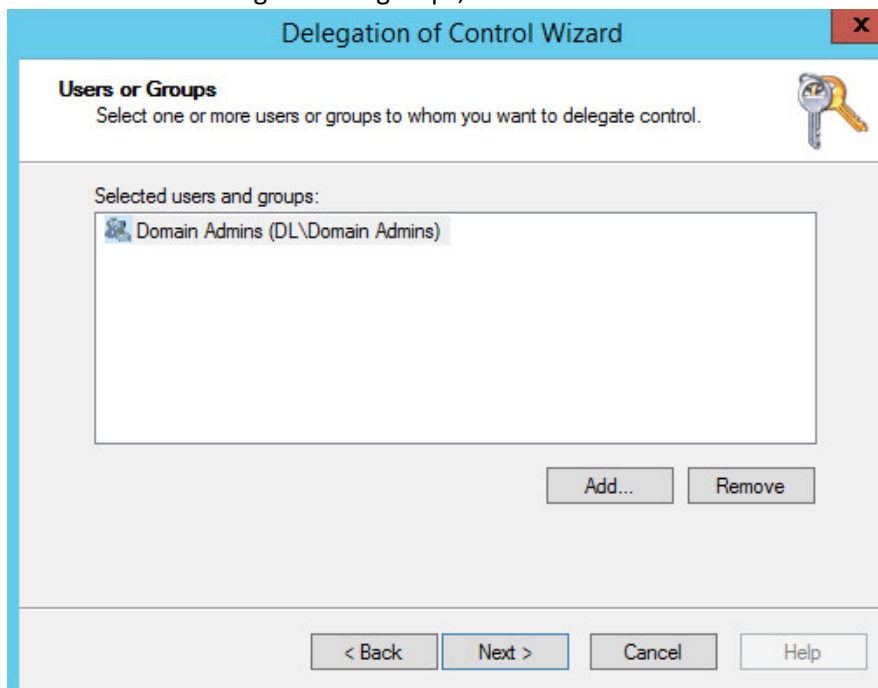 Delegation of Control Wizard
x
Users or Groups
Select one or more users or groups to whom you want to delegate control.
Selected users and groups:
Domain Admins (DL\Domain Admins)
Add... Remove
< Back Next > Cancel Help